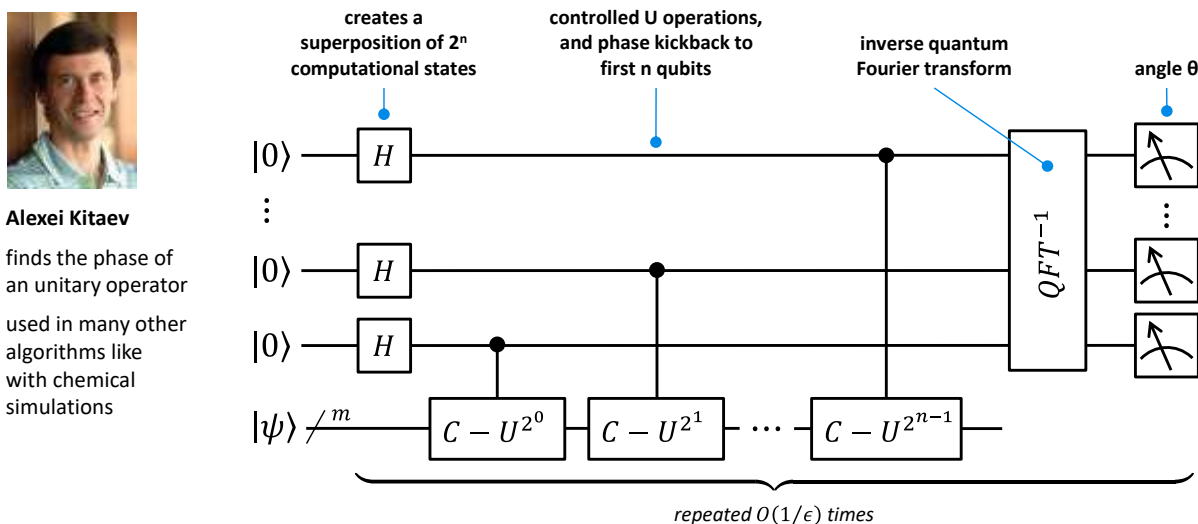 creates a
superposition of 2ⁿ
computational states
controlled U operations,
and phase kickback to
first n qubits
inverse quantum
Fourier transform
angle θ
Alexei Kitaev
finds the phase of
an unitary operator
used in many other
algorithms like
with chemical
simulations
|0⟩ H
⋮ ⋮
|0⟩ H
|0⟩ H
QFT⁻¹
|ψ⟩ m C − U^{2^0} C − U^{2^1} ⋯ C − U^{2^{n−1}}
repeated O(1/ϵ) times